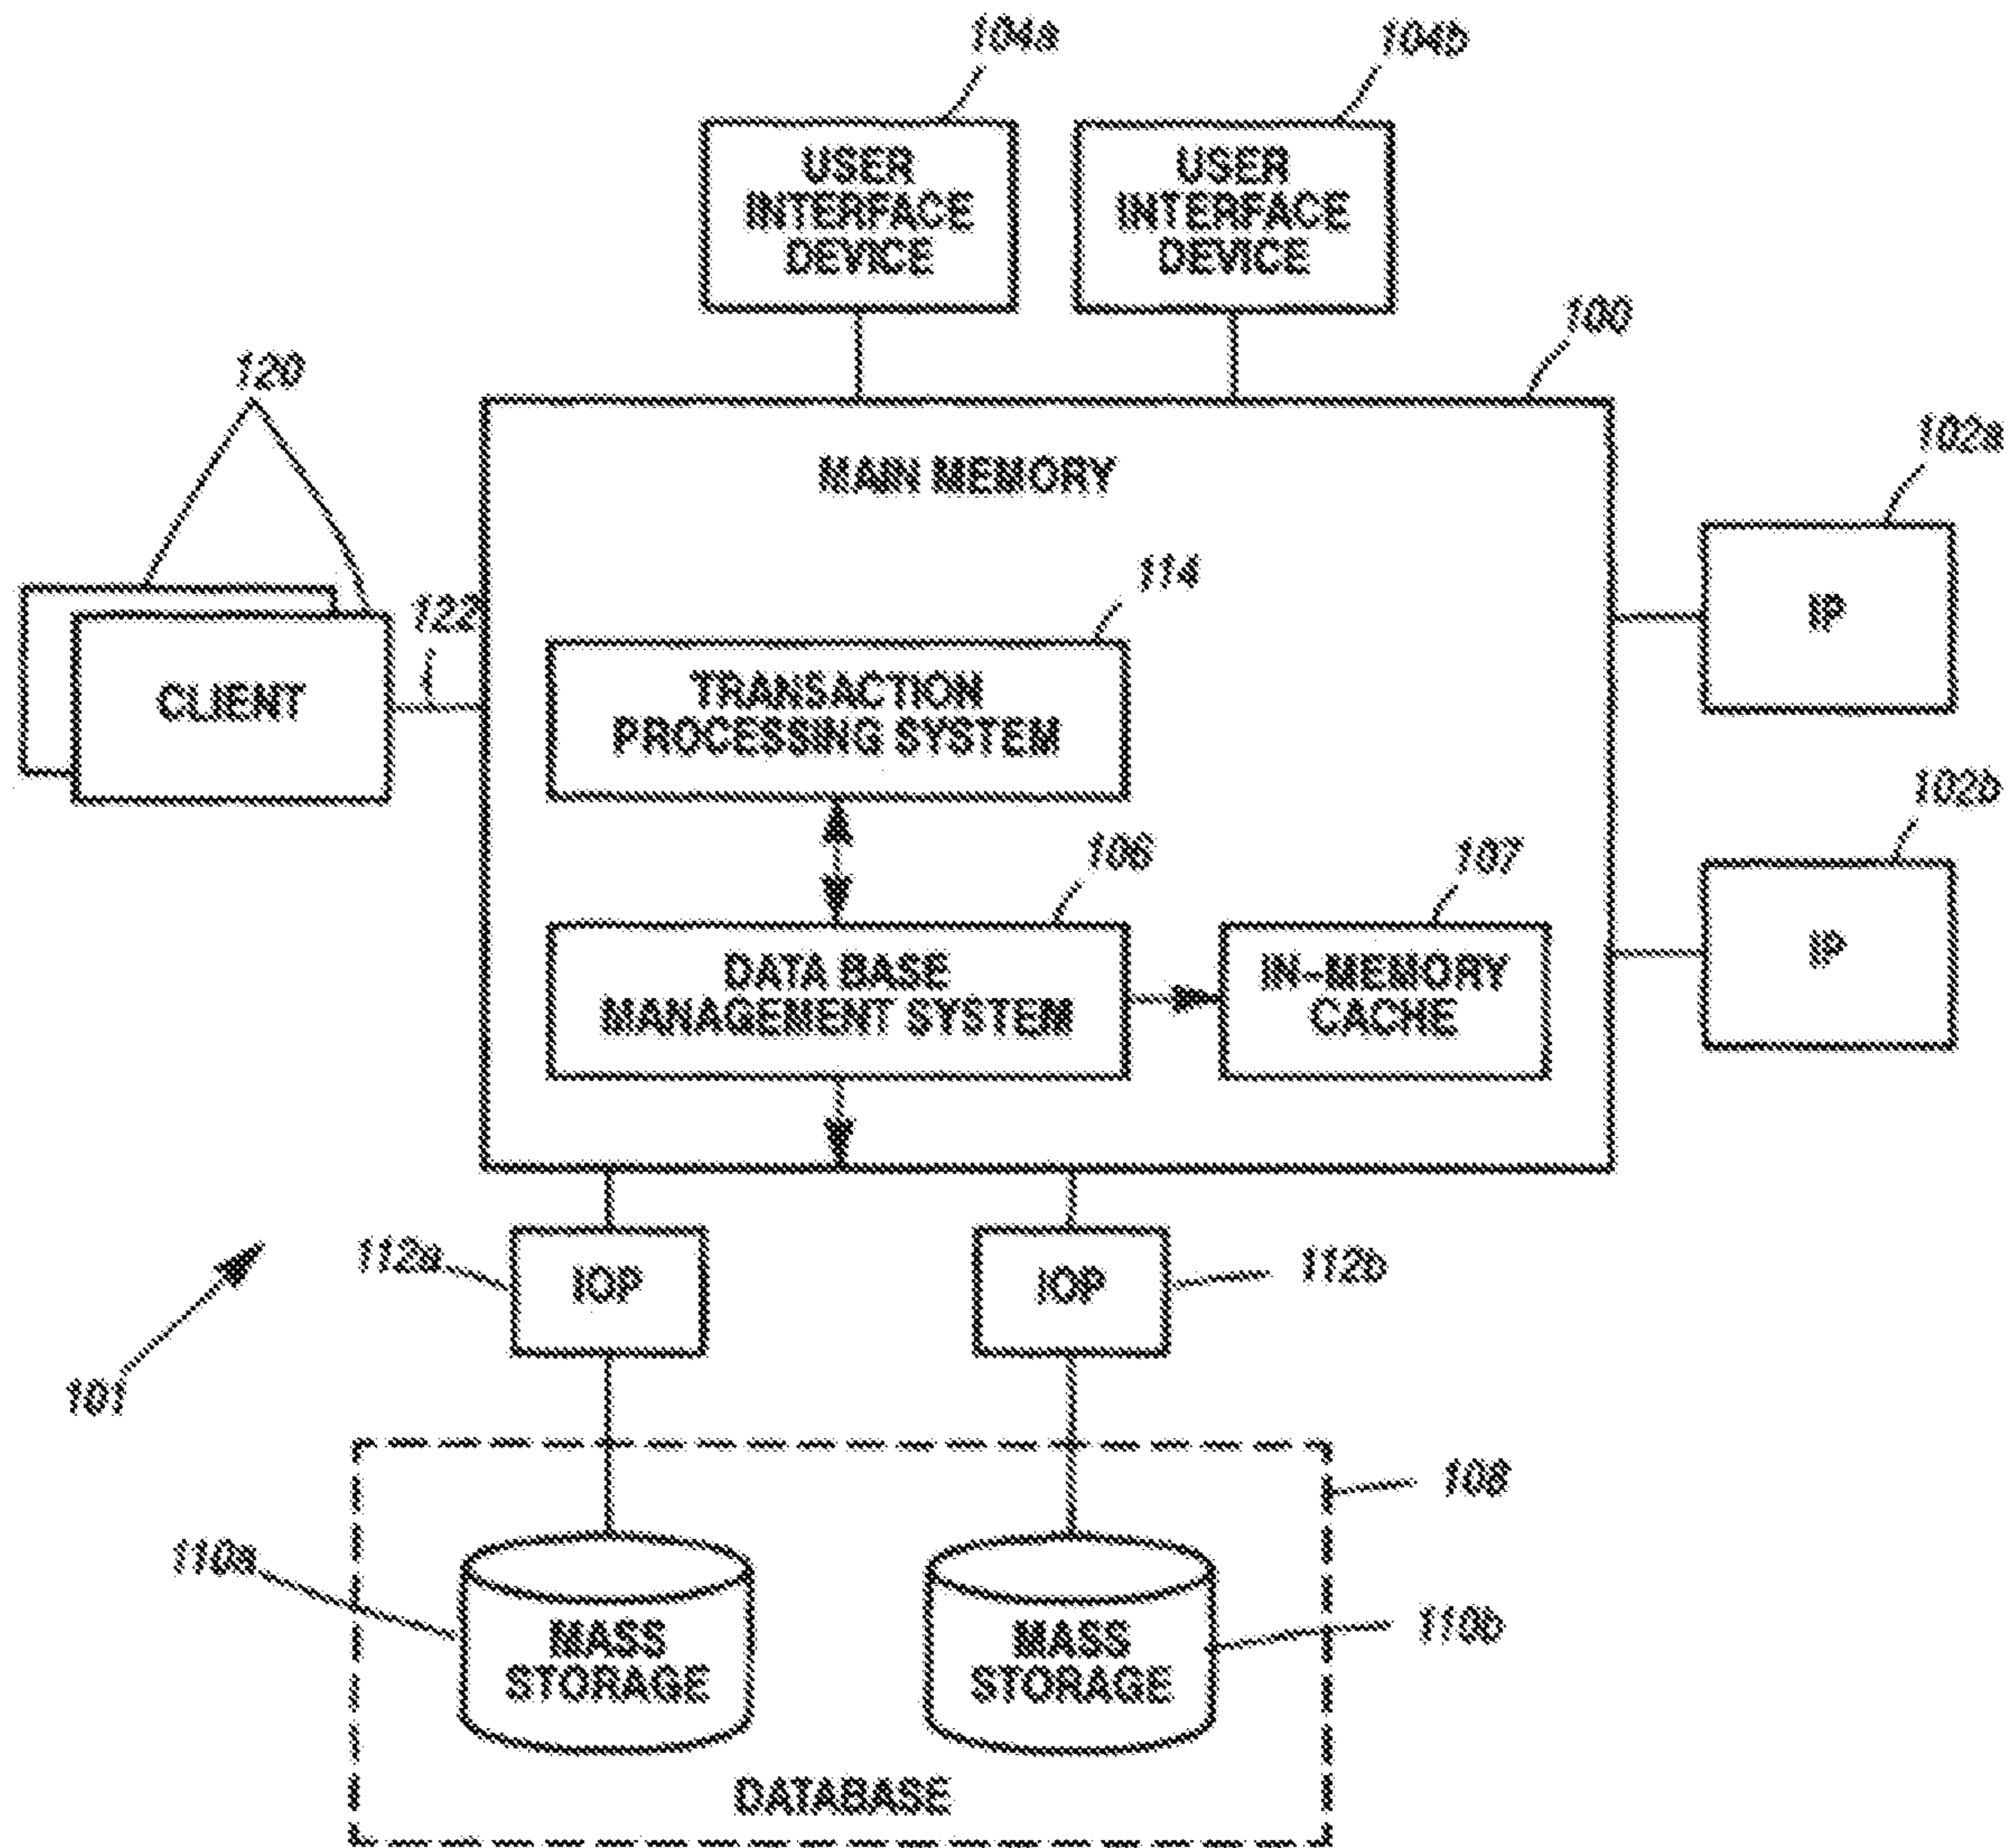 104a
104b
USER
INTERFACE
DEVICE
USER
INTERFACE
DEVICE
100
120
MAIN MEMORY
102a
IP
114
122
CLIENT
TRANSACTION
PROCESSING SYSTEM
102b
IP
106
107
DATA BASE
MANAGEMENT SYSTEM
IN-MEMORY
CACHE
112a
IOP
IOP
112b
101
108
110a
MASS
STORAGE
MASS
STORAGE
110b
DATABASE